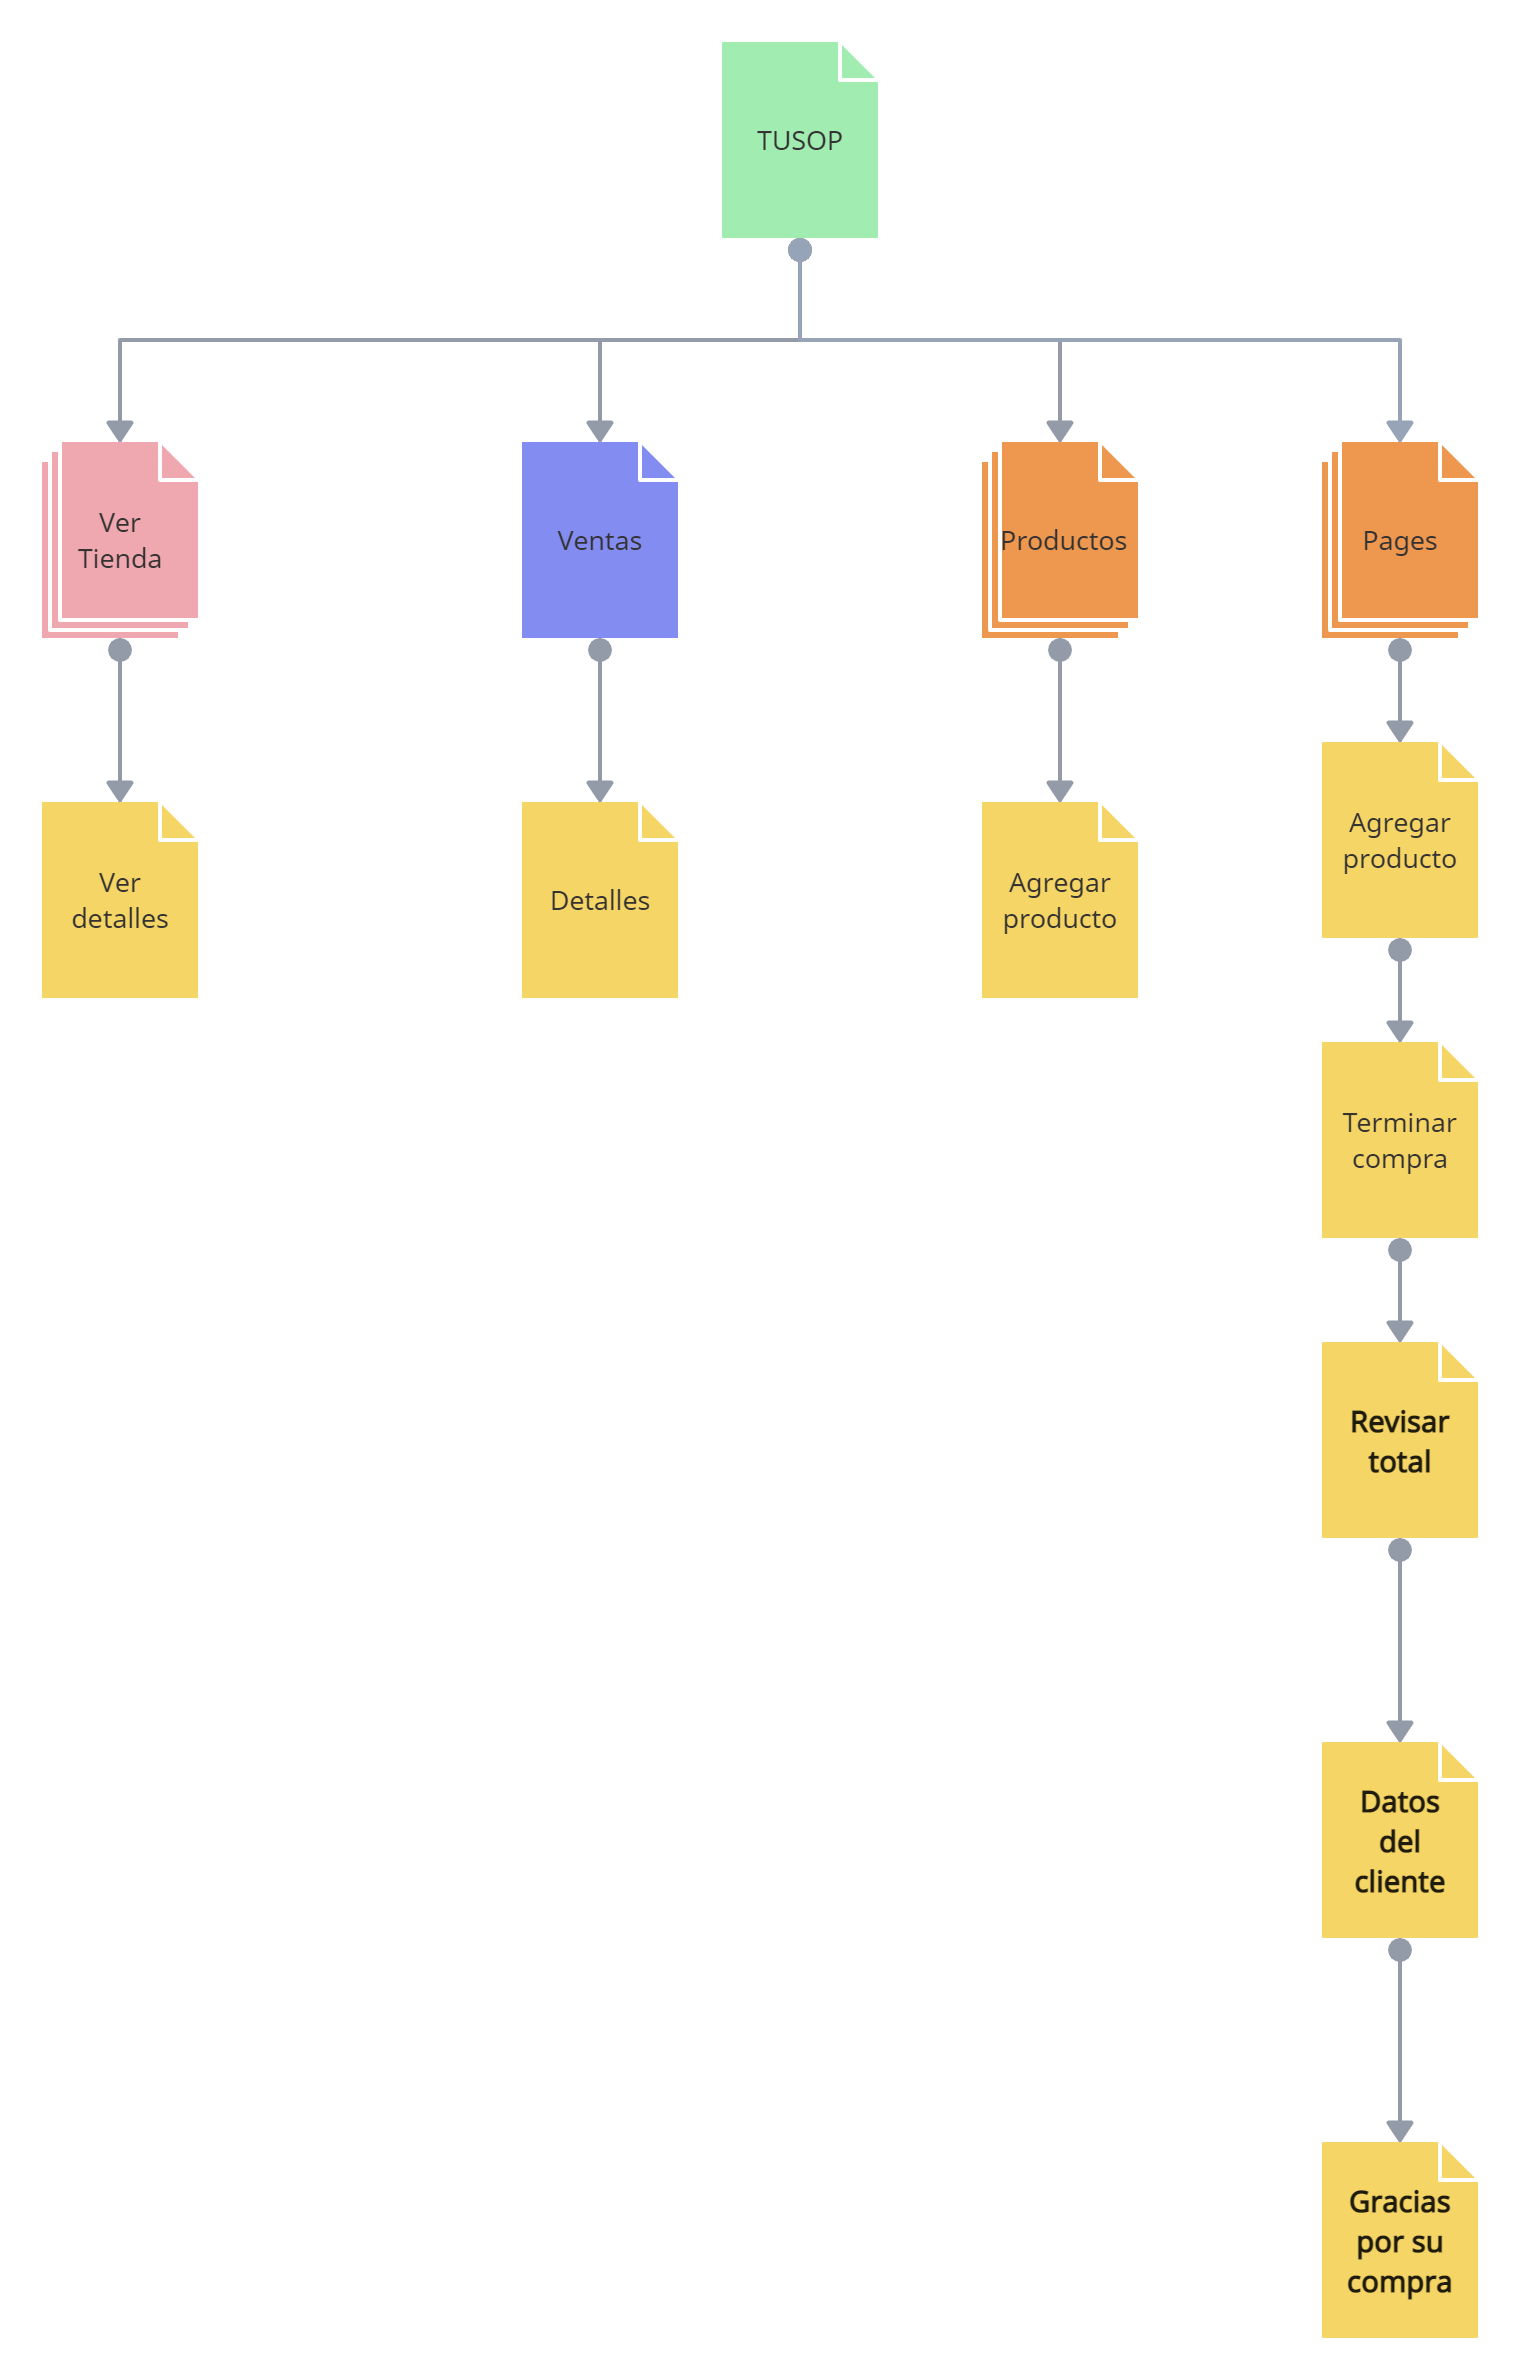 TUSOP
Ver
Tienda
Ventas
Productos
Pages
Ver
detalles
Detalles
Agregar
producto
Agregar
producto
Terminar
compra
Revisar
total
Datos
del
cliente
Gracias
por su
compra